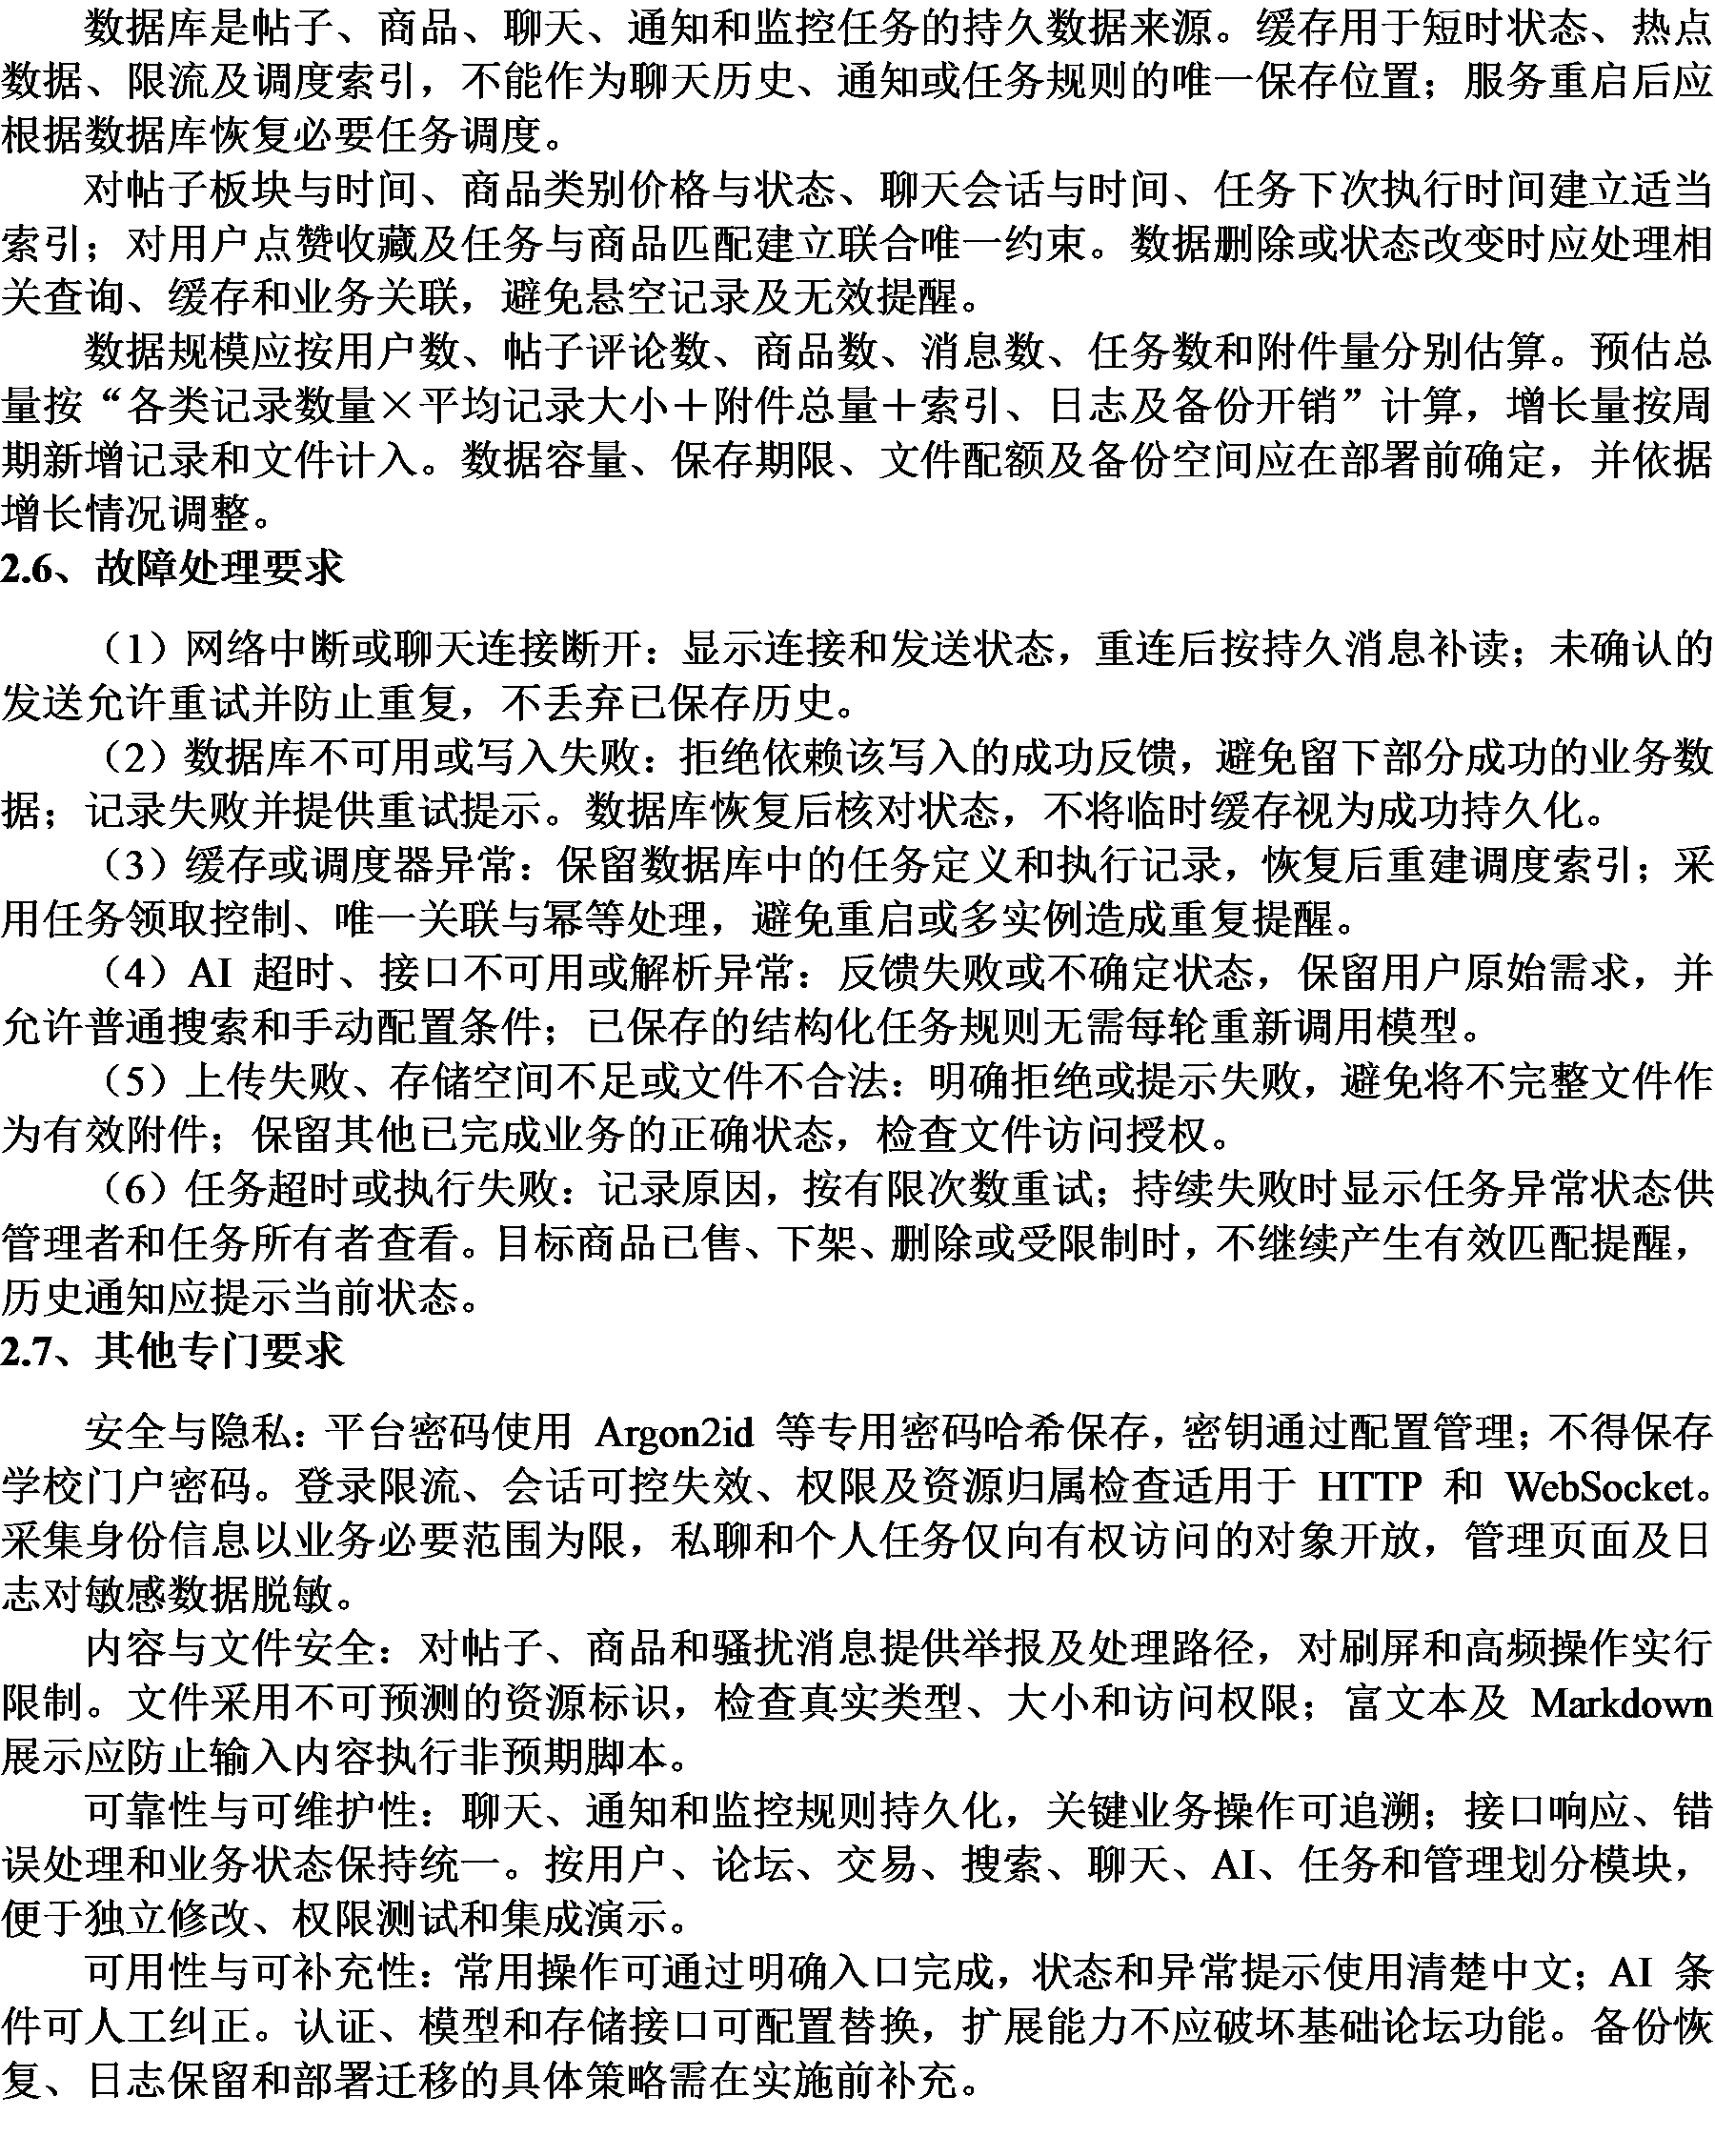 数据库是帖子、商品、聊天、通知和监控任务的持久数据来源。缓存用于短时状态、热点
数据、限流及调度索引，不能作为聊天历史、通知或任务规则的唯一保存位置；服务重启后应
根据数据库恢复必要任务调度。
对帖子板块与时间、商品类别价格与状态、聊天会话与时间、任务下次执行时间建立适当
索引；对用户点赞收藏及任务与商品匹配建立联合唯一约束。数据删除或状态改变时应处理相
关查询、缓存和业务关联，避免悬空记录及无效提醒。
数据规模应按用户数、帖子评论数、商品数、消息数、任务数和附件量分别估算。预估总
量按“各类记录数量×平均记录大小＋附件总量＋索引、日志及备份开销”计算，增长量按周
期新增记录和文件计入。数据容量、保存期限、文件配额及备份空间应在部署前确定，并依据
增长情况调整。
2.6、故障处理要求
（1）网络中断或聊天连接断开：显示连接和发送状态，重连后按持久消息补读；未确认的
发送允许重试并防止重复，不丢弃已保存历史。
（2）数据库不可用或写入失败：拒绝依赖该写入的成功反馈，避免留下部分成功的业务数
据；记录失败并提供重试提示。数据库恢复后核对状态，不将临时缓存视为成功持久化。
（3）缓存或调度器异常：保留数据库中的任务定义和执行记录，恢复后重建调度索引；采
用任务领取控制、唯一关联与幂等处理，避免重启或多实例造成重复提醒。
（4）AI 超时、接口不可用或解析异常：反馈失败或不确定状态，保留用户原始需求，并
允许普通搜索和手动配置条件；已保存的结构化任务规则无需每轮重新调用模型。
（5）上传失败、存储空间不足或文件不合法：明确拒绝或提示失败，避免将不完整文件作
为有效附件；保留其他已完成业务的正确状态，检查文件访问授权。
（6）任务超时或执行失败：记录原因，按有限次数重试；持续失败时显示任务异常状态供
管理者和任务所有者查看。目标商品已售、下架、删除或受限制时，不继续产生有效匹配提醒，
历史通知应提示当前状态。
2.7、其他专门要求
安全与隐私：平台密码使用 Argon2id 等专用密码哈希保存，密钥通过配置管理；不得保存
学校门户密码。登录限流、会话可控失效、权限及资源归属检查适用于 HTTP 和 WebSocket。
采集身份信息以业务必要范围为限，私聊和个人任务仅向有权访问的对象开放，管理页面及日
志对敏感数据脱敏。
内容与文件安全：对帖子、商品和骚扰消息提供举报及处理路径，对刷屏和高频操作实行
限制。文件采用不可预测的资源标识，检查真实类型、大小和访问权限；富文本及 Markdown
展示应防止输入内容执行非预期脚本。
可靠性与可维护性：聊天、通知和监控规则持久化，关键业务操作可追溯；接口响应、错
误处理和业务状态保持统一。按用户、论坛、交易、搜索、聊天、AI、任务和管理划分模块，
便于独立修改、权限测试和集成演示。
可用性与可补充性：常用操作可通过明确入口完成，状态和异常提示使用清楚中文；AI 条
件可人工纠正。认证、模型和存储接口可配置替换，扩展能力不应破坏基础论坛功能。备份恢
复、日志保留和部署迁移的具体策略需在实施前补充。